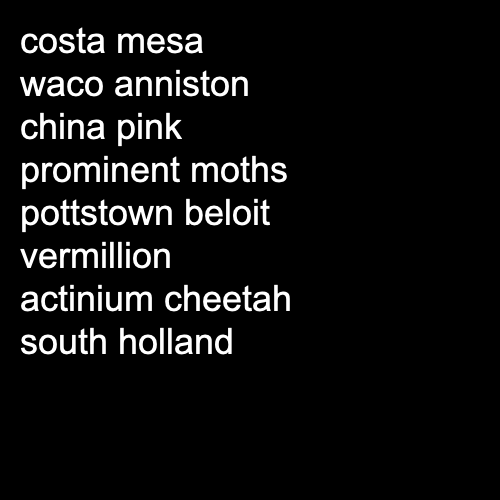 costa mesa
waco anniston
china pink
prominent moths
pottstown beloit
vermillion
actinium cheetah
south holland